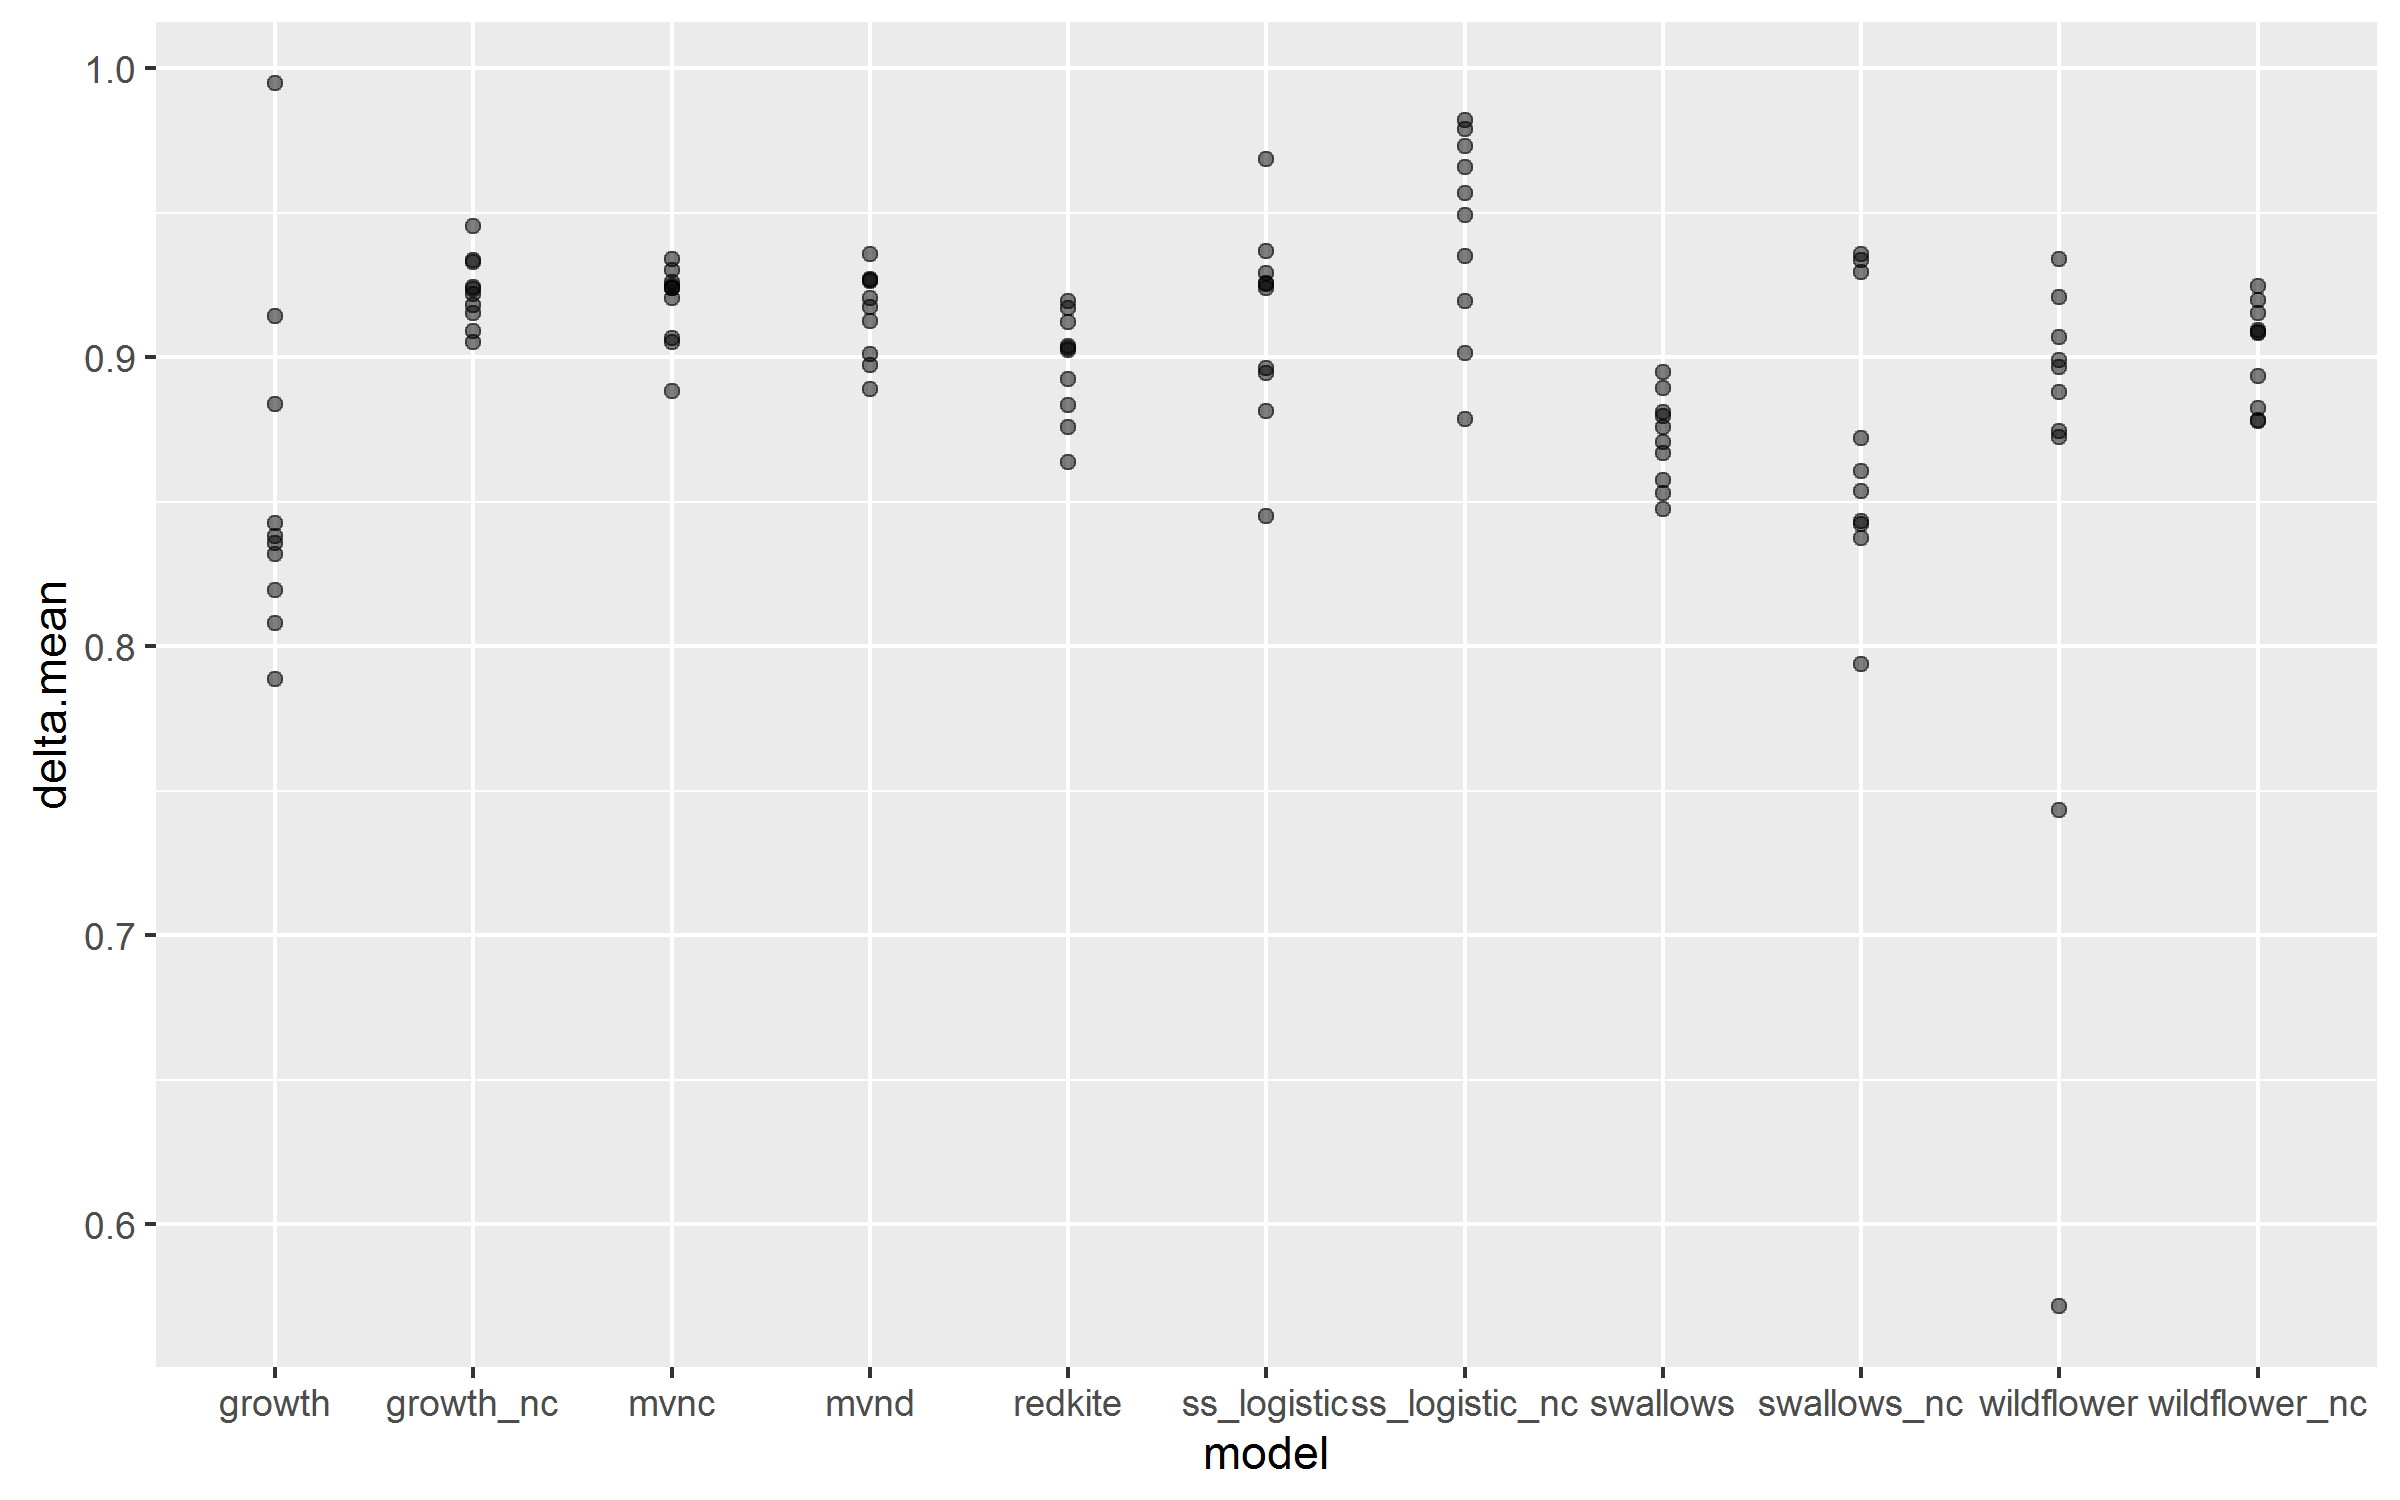 delta.mean
1.0
0.9
0.8
0.7
0.6
growth growth_nc mvnc mvnd redkite ss_logistic ss_logistic_nc swallows swallows_nc wildflower wildflower_nc
model